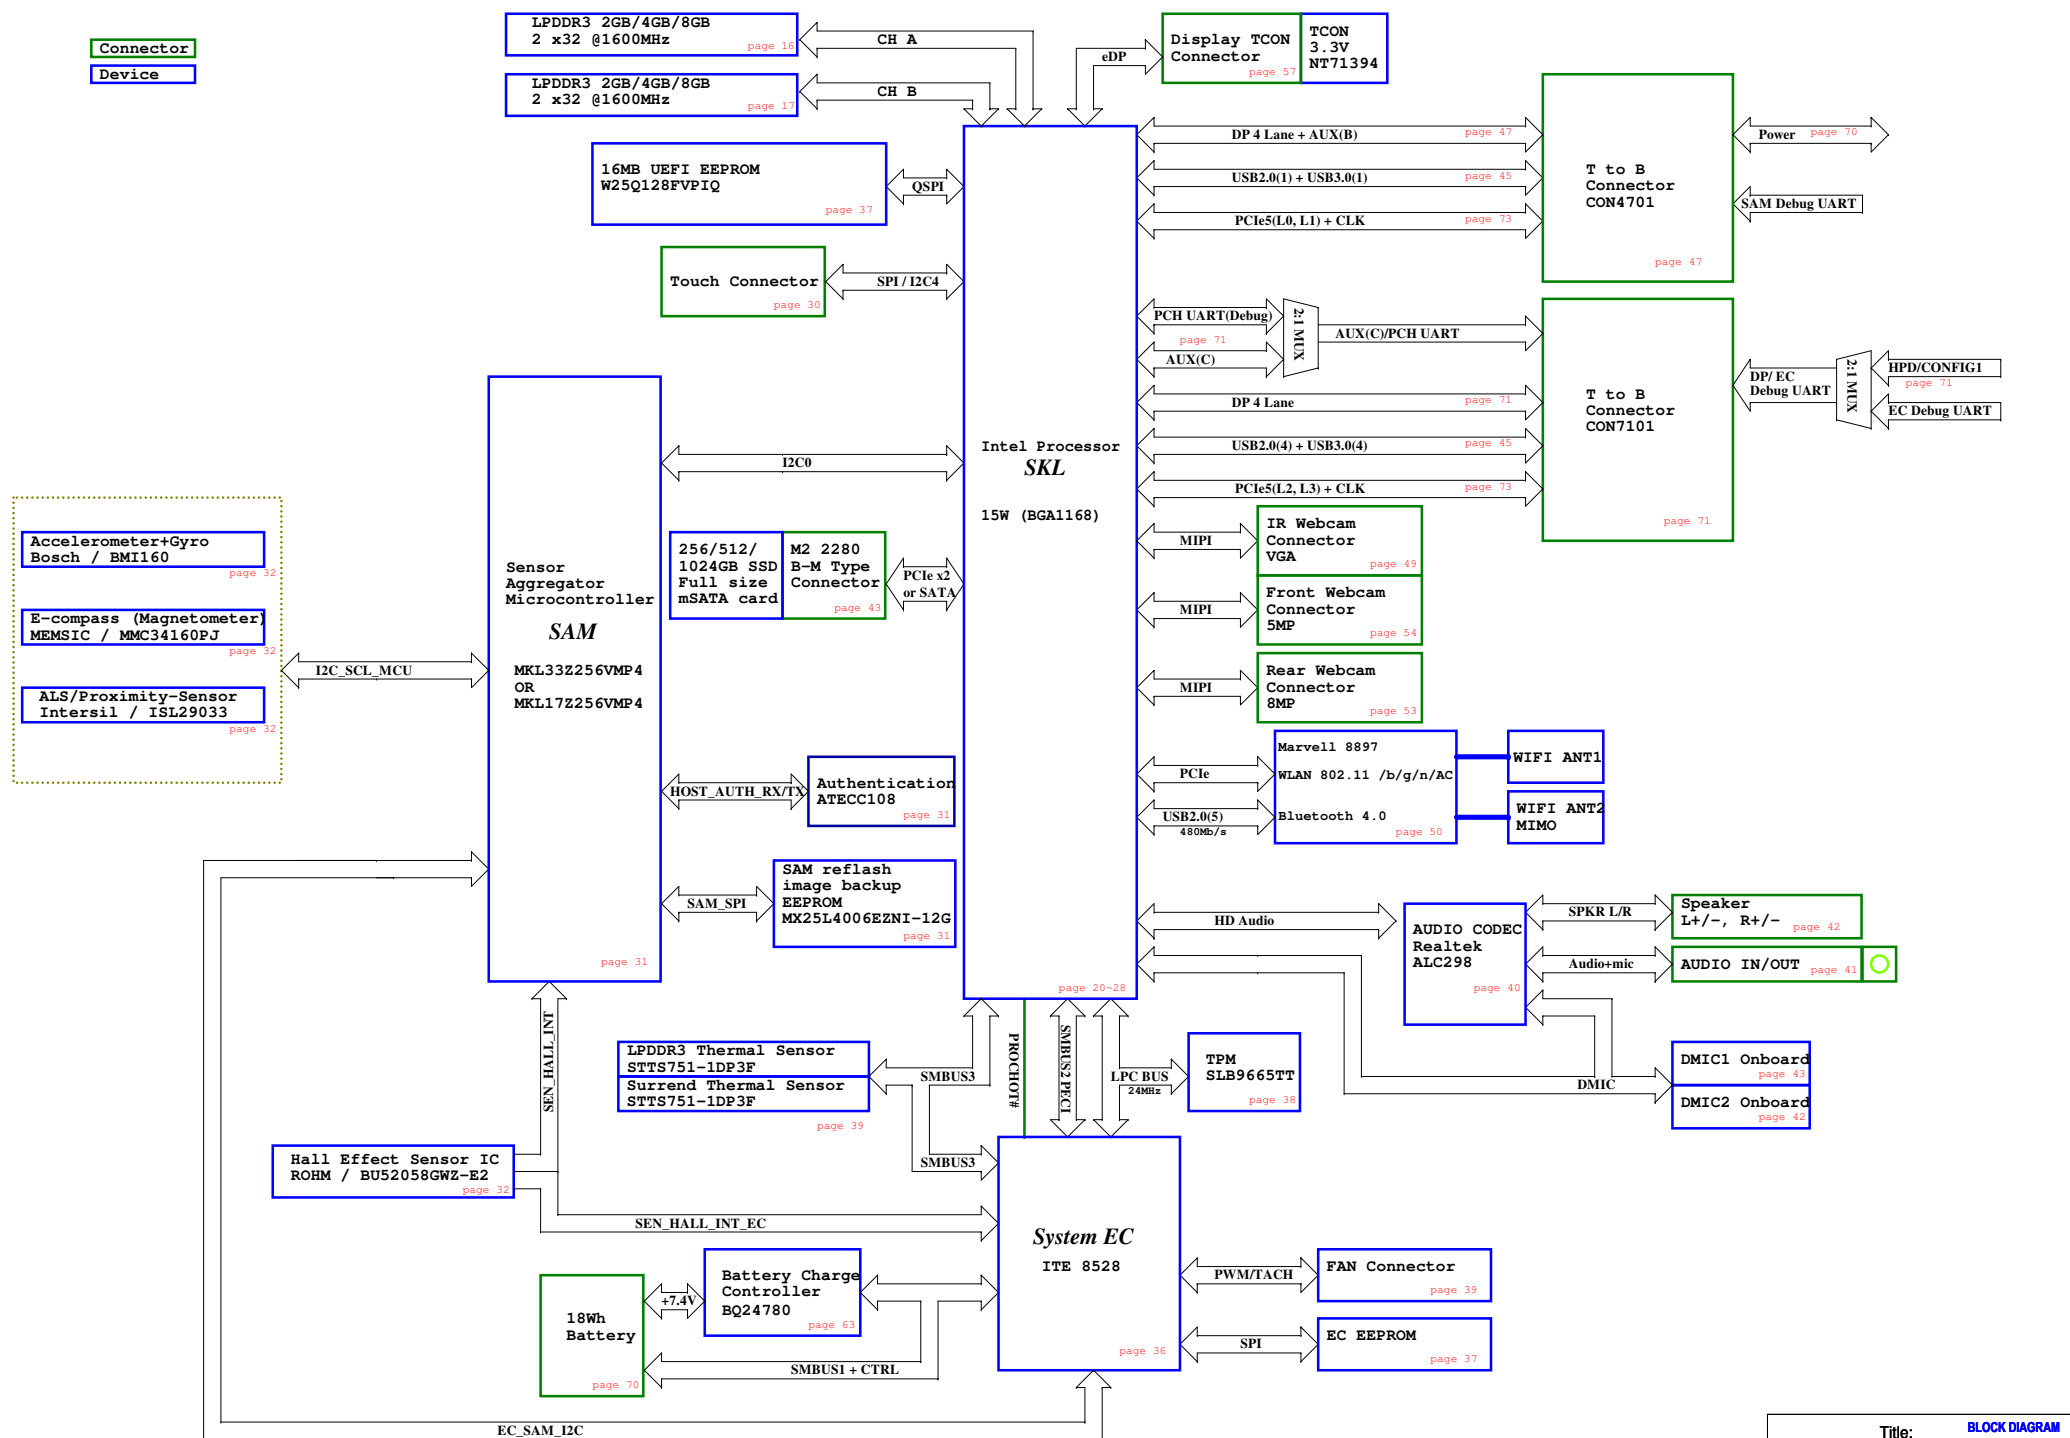 Connector
Device
LPDDR3 2GB/4GB/8GB
2 x32 @1600MHz
page 16
CH A
LPDDR3 2GB/4GB/8GB
2 x32 @1600MHz
page 17
CH B
eDP
Display TCON
Connector
page 57
TCON
3.3V
NT71394
16MB UEFI EEPROM
W25Q128FVPIQ
page 37
QSPI
Touch Connector
page 30
SPI / I2C4
DP 4 Lane + AUX(B)
page 47
USB2.0(1) + USB3.0(1)
page 45
PCIe5(L0, L1) + CLK
page 73
T to B
Connector
CON4701
page 47
Power
page 70
SAM Debug UART
PCH UART(Debug)
page 71
AUX(C)
2:1 MUX
AUX(C)/PCH UART
DP 4 Lane
page 71
USB2.0(4) + USB3.0(4)
page 45
PCIe5(L2, L3) + CLK
page 73
T to B
Connector
CON7101
page 71
DP/ EC
Debug UART
2:1 MUX
HPD/CONFIG1
page 71
EC Debug UART
Intel Processor
SKL
15W (BGA1168)
page 20~28
I2C0
Sensor
Aggregator
Microcontroller
SAM
MKL33Z256VMP4
OR
MKL17Z256VMP4
page 31
256/512/
1024GB SSD
Full size
mSATA card
M2 2280
B-M Type
Connector
page 43
PCIe x2
or SATA
Accelerometer+Gyro
Bosch / BMI160
page 32
E-compass (Magnetometer)
MEMSIC / MMC34160PJ
page 32
ALS/Proximity-Sensor
Intersil / ISL29033
page 32
I2C_SCL_MCU
MIPI
IR Webcam
Connector
VGA
page 49
MIPI
Front Webcam
Connector
5MP
page 54
MIPI
Rear Webcam
Connector
8MP
page 53
HOST_AUTH_RX/TX
Authentication
ATECC108
page 31
SAM_SPI
SAM reflash
image backup
EEPROM
MX25L4006EZNI-12G
page 31
PCIe
USB2.0(5)
480Mb/s
Marvell 8897
WLAN 802.11 /b/g/n/AC
Bluetooth 4.0
page 50
WIFI ANT1
WIFI ANT2
MIMO
HD Audio
AUDIO CODEC
Realtek
ALC298
page 40
SPKR L/R
Speaker
L+/-, R+/-
page 42
Audio+mic
AUDIO IN/OUT
page 41
DMIC
DMIC1 Onboard
page 43
DMIC2 Onboard
page 42
SEN_HALL_INT
LPDDR3 Thermal Sensor
STTS751-1DP3F
Surrend Thermal Sensor
STTS751-1DP3F
page 39
SMBUS3
SMBUS3
PROCHOT#
SMBUS2 PECI
LPC BUS
24MHz
TPM
SLB9665TT
page 38
Hall Effect Sensor IC
ROHM / BU52058GWZ-E2
page 32
SEN_HALL_INT_EC
System EC
ITE 8528
page 36
PWM/TACH
FAN Connector
page 39
SPI
EC EEPROM
page 37
18Wh
Battery
page 70
+7.4V
Battery Charge
Controller
BQ24780
page 63
SMBUS1 + CTRL
EC_SAM_I2C
Title:
BLOCK DIAGRAM